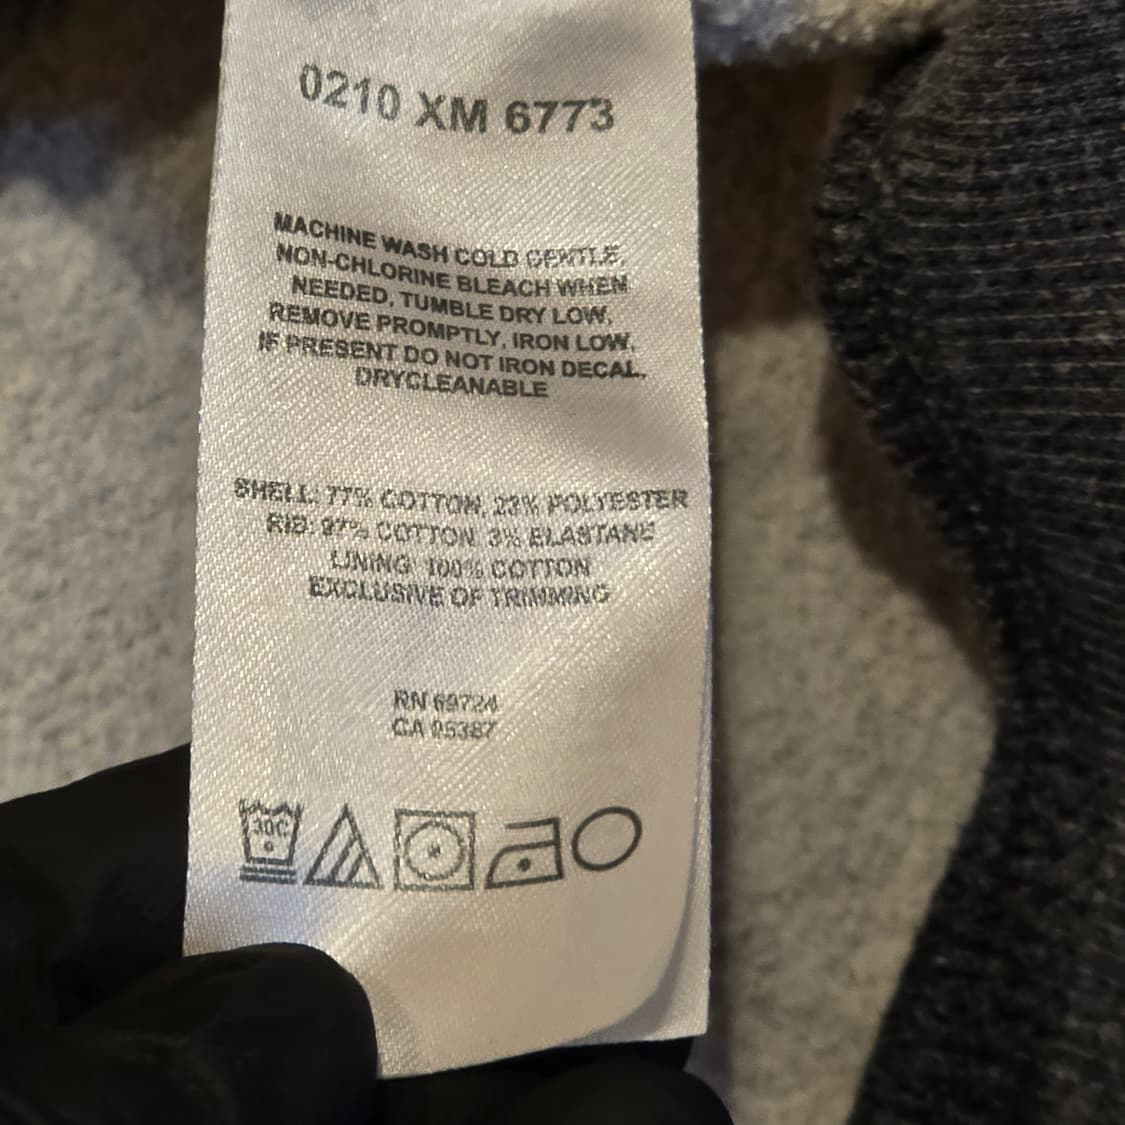 0210 XM 6773
MACHINE WASH COLD GENTLE,
NON-CHLORINE BLEACH WHEN
NEEDED, TUMBLE DRY LOW,
REMOVE PROMPTLY, IRON LOW,
IF PRESENT DO NOT IRON DECAL,
DRYCLEANABLE
SHELL: 77% COTTON, 23% POLYESTER
RIB: 97% COTTON, 3% ELASTANE
LINING: 100% COTTON
EXCLUSIVE OF TRIMMING
RN 69724
CA 05387
30C